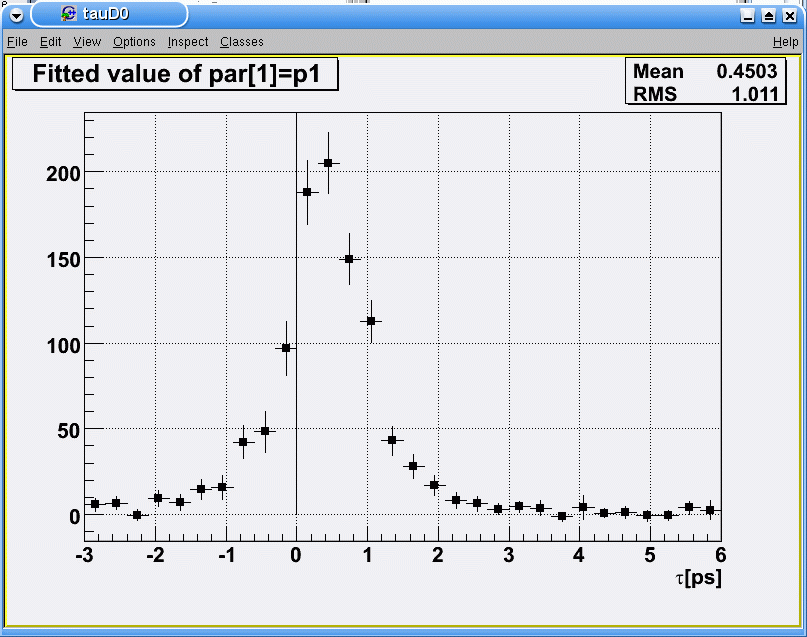 tauD0
File Edit View Options Inspect Classes Help
Fitted value of par[1]=p1
Mean 0.4503
RMS 1.011
200
150
100
50
0
-3 -2 -1 0 1 2 3 4 5 6
τ[ps]